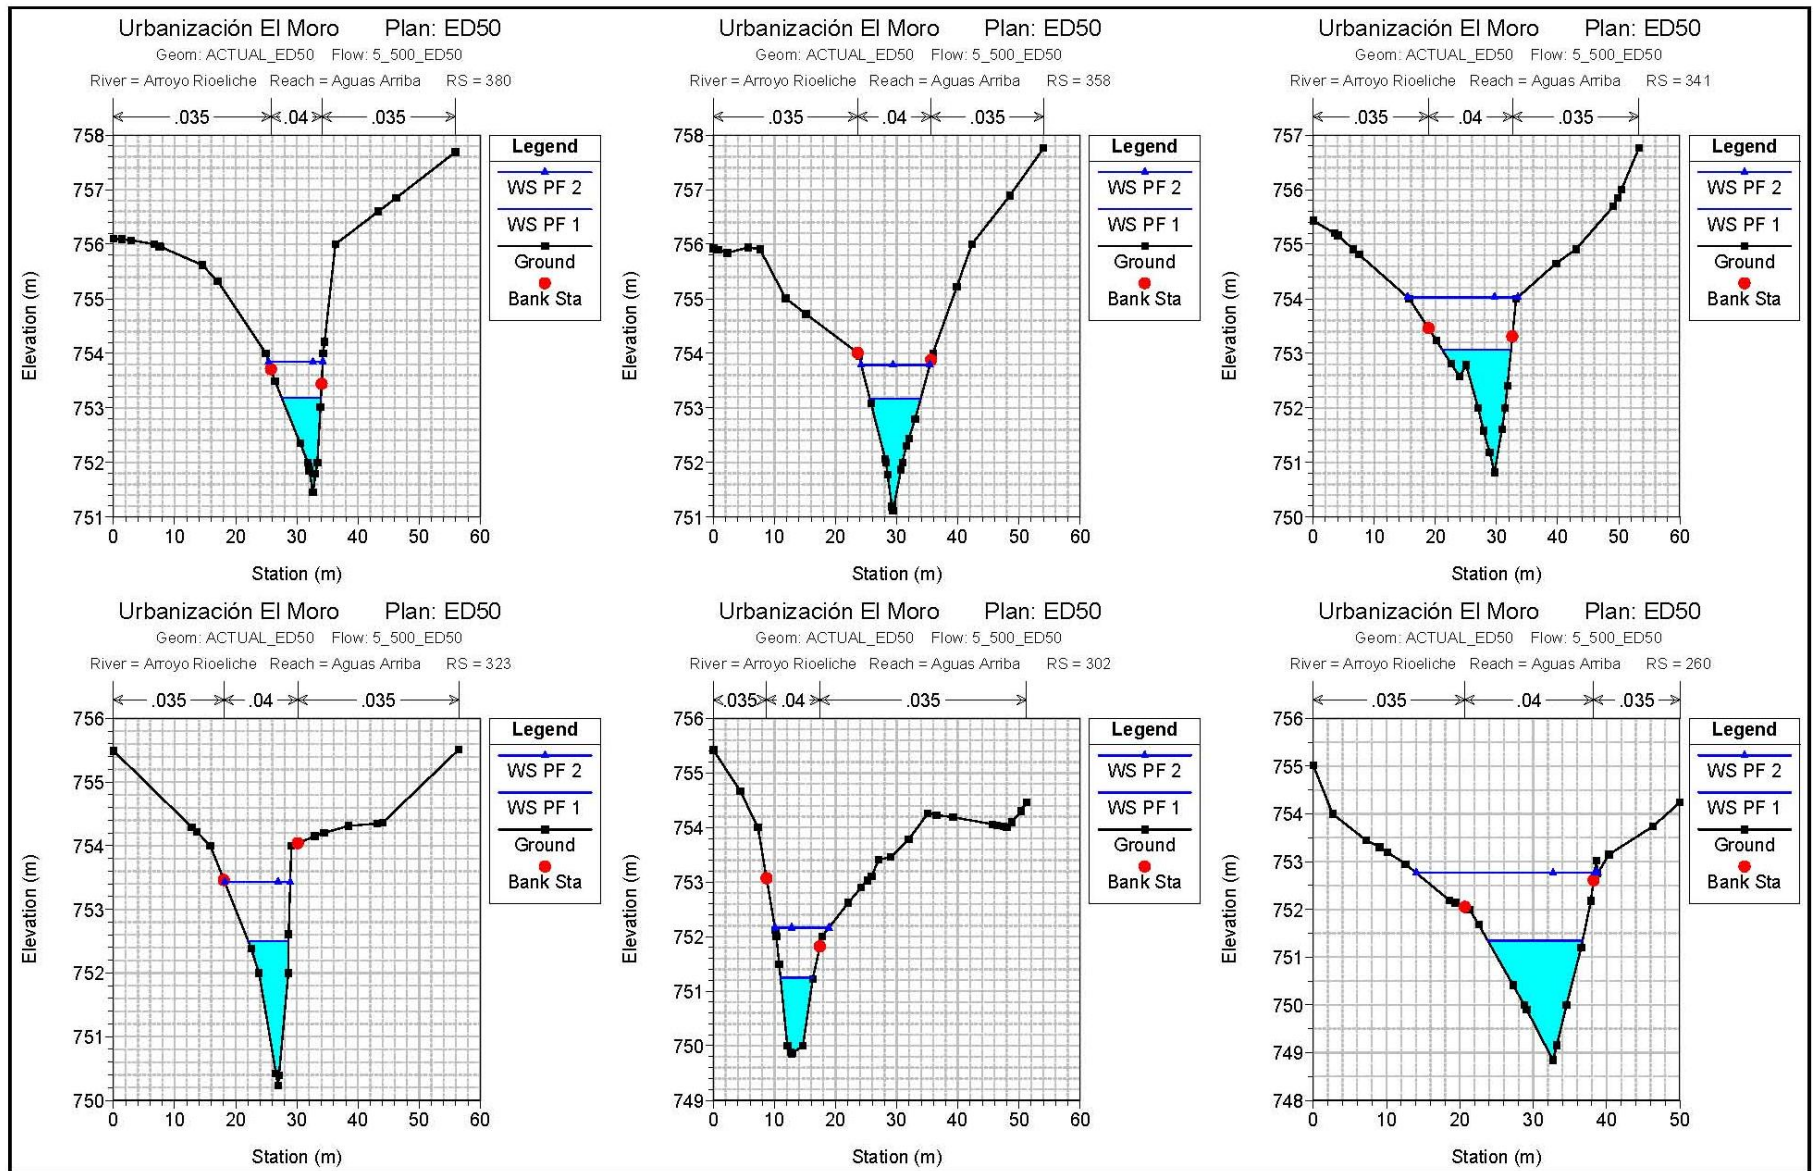 Urbanización El Moro Plan: ED50
Geom: ACTUAL_ED50 Flow: 5_500_ED50
River = Arroyo Rioeliche Reach = Aguas Arriba RS = 380
.035 .04 .035
758
757
756
755
754
753
752
751
0 10 20 30 40 50 60
Station (m)
Elevation (m)
Legend
WS PF 2
WS PF 1
Ground
Bank Sta
Urbanización El Moro Plan: ED50
Geom: ACTUAL_ED50 Flow: 5_500_ED50
River = Arroyo Rioeliche Reach = Aguas Arriba RS = 358
.035 .04 .035
758
757
756
755
754
753
752
751
0 10 20 30 40 50 60
Station (m)
Elevation (m)
Legend
WS PF 2
WS PF 1
Ground
Bank Sta
Urbanización El Moro Plan: ED50
Geom: ACTUAL_ED50 Flow: 5_500_ED50
River = Arroyo Rioeliche Reach = Aguas Arriba RS = 341
.035 .04 .035
757
756
755
754
753
752
751
750
0 10 20 30 40 50 60
Station (m)
Elevation (m)
Legend
WS PF 2
WS PF 1
Ground
Bank Sta
Urbanización El Moro Plan: ED50
Geom: ACTUAL_ED50 Flow: 5_500_ED50
River = Arroyo Rioeliche Reach = Aguas Arriba RS = 323
.035 .04 .035
756
755
754
753
752
751
750
0 10 20 30 40 50 60
Station (m)
Elevation (m)
Legend
WS PF 2
WS PF 1
Ground
Bank Sta
Urbanización El Moro Plan: ED50
Geom: ACTUAL_ED50 Flow: 5_500_ED50
River = Arroyo Rioeliche Reach = Aguas Arriba RS = 302
.035 .04 .035
756
755
754
753
752
751
750
749
0 10 20 30 40 50 60
Station (m)
Elevation (m)
Legend
WS PF 2
WS PF 1
Ground
Bank Sta
Urbanización El Moro Plan: ED50
Geom: ACTUAL_ED50 Flow: 5_500_ED50
River = Arroyo Rioeliche Reach = Aguas Arriba RS = 260
.035 .04 .035
756
755
754
753
752
751
750
749
748
0 10 20 30 40 50
Station (m)
Elevation (m)
Legend
WS PF 2
WS PF 1
Ground
Bank Sta